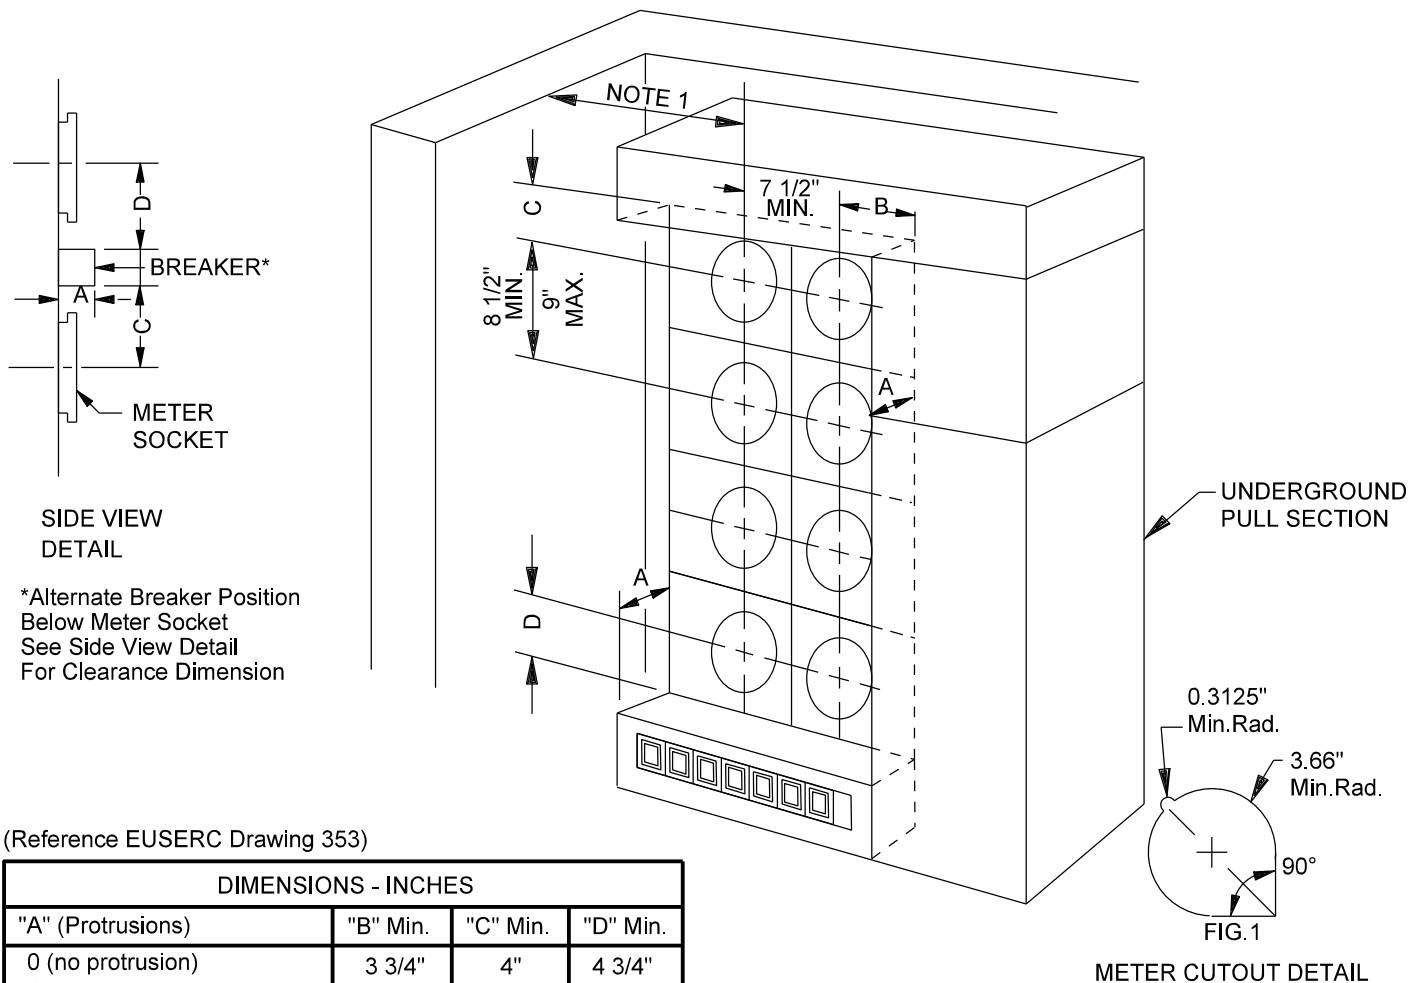 NOTE 1
C
7 1/2"
MIN.
B
8 1/2"
MIN.
9"
MAX.
A
D
BREAKER*
A
C
METER
SOCKET
SIDE VIEW
DETAIL
*Alternate Breaker Position
Below Meter Socket
See Side View Detail
For Clearance Dimension
A
D
UNDERGROUND
PULL SECTION
0.3125"
Min.Rad.
3.66"
Min.Rad.
90°
FIG.1
METER CUTOUT DETAIL
(Reference EUSERC Drawing 353)
DIMENSIONS - INCHES
"A" (Protrusions) "B" Min. "C" Min. "D" Min.
0 (no protrusion) 3 3/4" 4" 4 3/4"